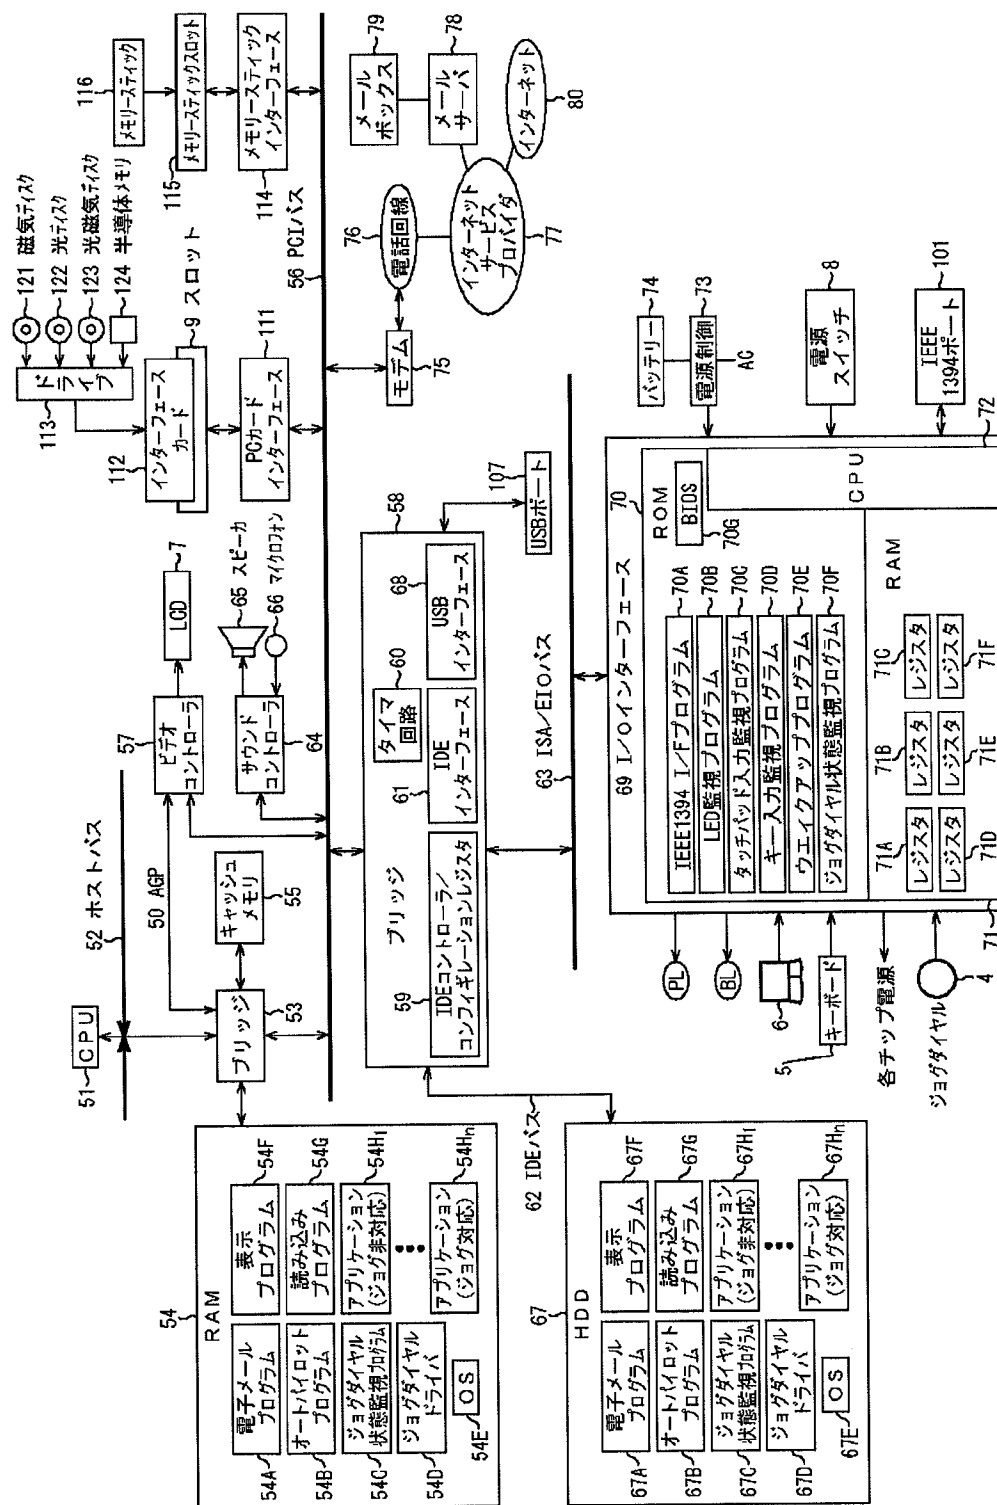 51 CPU
52 ホストバス
50 AGP
ブリッジ
53
キャッシュ
メモリ
55
57
ビデオ
コントローラ
LCD
7
サウンド
コントローラ
64
65 スピーカ
66 マイクロフォン
121 磁気ディスク
122 光ディスク
123 光磁気ディスク
124 半導体メモリ
ドライブ
113
9 スロット
インターフェース
カード
112
PCカード
インターフェース
111
116
メモリースティック
メモリースティックスロット
115
メモリースティック
インターフェース
114
56 PCIバス
54
RAM
電子メール
プログラム
54A
オートパイロット
プログラム
54B
ジョグダイヤル
状態監視プログラム
54C
ジョグダイヤル
ドライバ
54D
OS
54E
表示
プログラム
54F
読み込み
プログラム
54G
アプリケーション
(ジョグ非対応)
54H1
アプリケーション
(ジョグ対応)
54Hn
58
ブリッジ
59
IDEコントローラ/
コンフィギレーションレジスタ
タイマ
回路
60
61
IDE
インターフェース
68
USB
インターフェース
USBポート
107
モデム
75
76
電話回線
インターネット
サービス
プロバイダ
77
メール
ボックス
79
メール
サーバ
78
インターネット
80
62 IDEバス
63 ISA/EIOバス
67
HDD
電子メール
プログラム
67A
オートパイロット
プログラム
67B
ジョグダイヤル
状態監視プログラム
67C
ジョグダイヤル
ドライバ
67D
OS
67E
表示
プログラム
67F
読み込み
プログラム
67G
アプリケーション
(ジョグ非対応)
67H1
アプリケーション
(ジョグ対応)
67Hn
69 I/Oインターフェース
70
ROM
IEEE1394 I/Fプログラム
70A
LED監視プログラム
70B
タッチパッド入力監視プログラム
70C
キー入力監視プログラム
70D
ウエイクアッププログラム
70E
ジョグダイヤル状態監視プログラム
70F
BIOS
70G
CPU
72
RAM
71
71A
レジスタ
71B
レジスタ
71C
レジスタ
レジスタ
71D
レジスタ
71E
レジスタ
71F
PL
BL
6
キーボード
5
各チップ電源
ジョグダイヤル
4
バッテリー
74
電源制御
73
AC
電源
スイッチ
8
IEEE
1394ポート
101